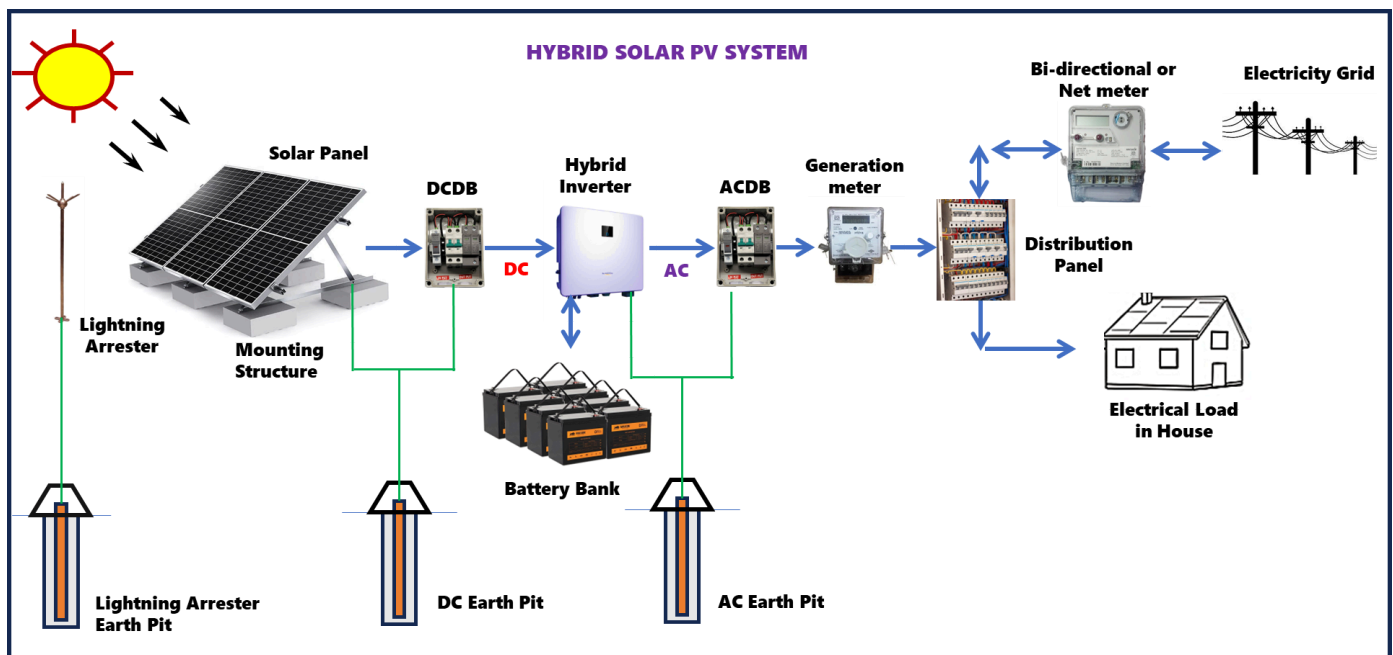 HYBRID SOLAR PV SYSTEM
Bi-directional or
Net meter
Electricity Grid
Solar Panel
DCDB
Hybrid
Inverter
ACDB
Generation
meter
DC
AC
Distribution
Panel
Lightning
Arrester
Mounting
Structure
Battery Bank
Electrical Load
in House
Lightning Arrester
Earth Pit
DC Earth Pit
AC Earth Pit